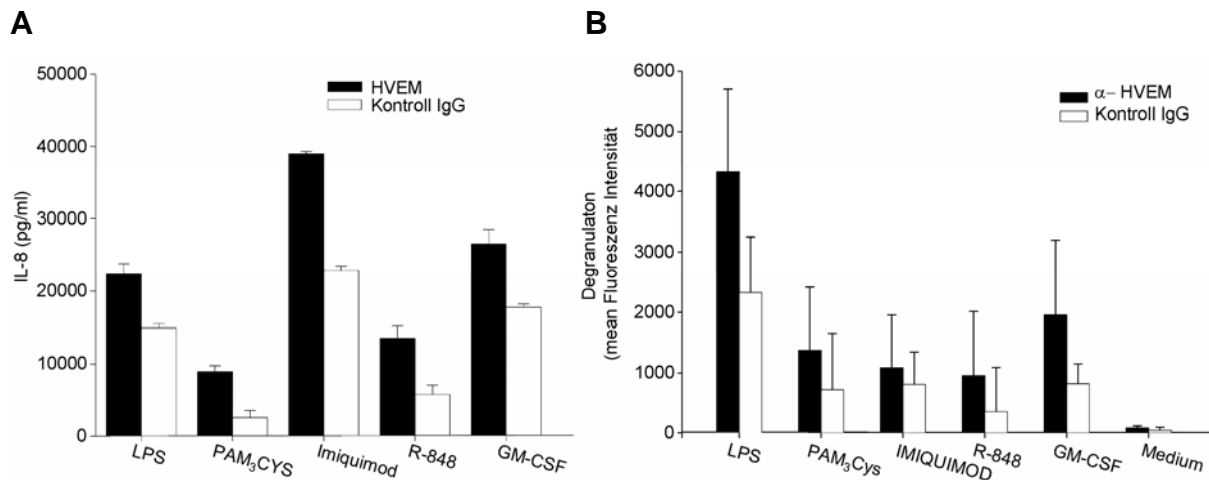 A
50000
40000
30000
20000
10000
0
IL-8 (pg/ml)
HVEM
Kontroll IgG
LPS
PAM₃CYS
Imiquimod
R-848
GM-CSF
B
6000
5000
4000
3000
2000
1000
0
Degranulaton
(mean Fluoreszenz Intensität)
α– HVEM
Kontroll IgG
LPS
PAM₃Cys
IMIQUIMOD
R-848
GM-CSF
Medium